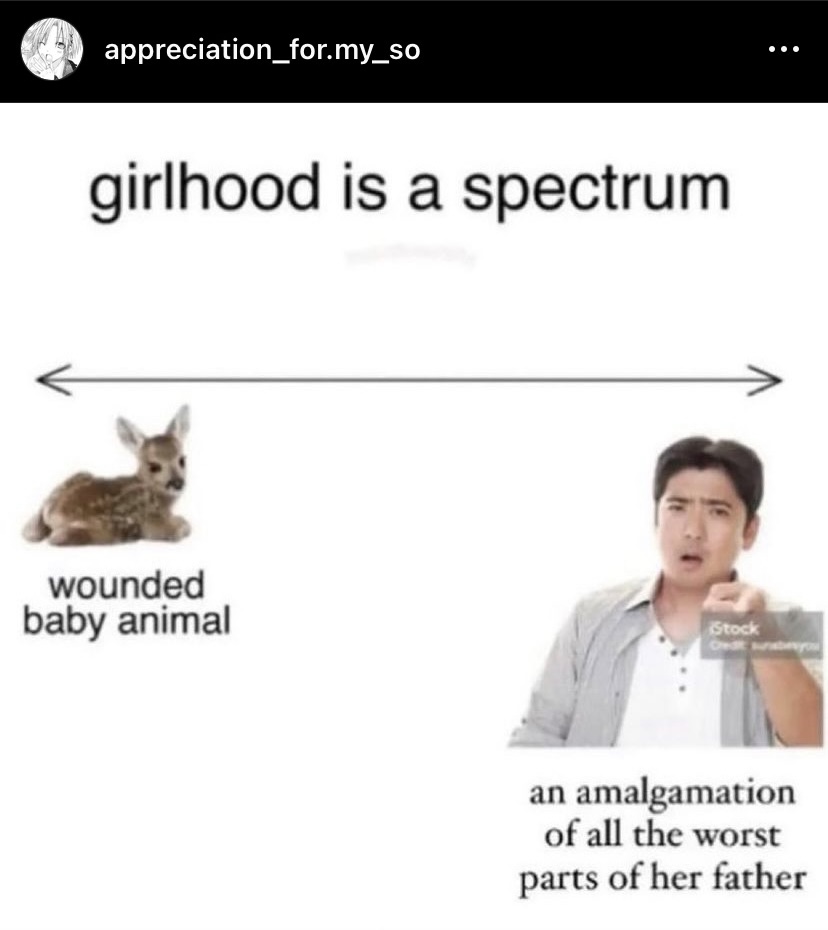 appreciation_for.my_so
girlhood is a spectrum
wounded
baby animal
iStock
an amalgamation
of all the worst
parts of her father